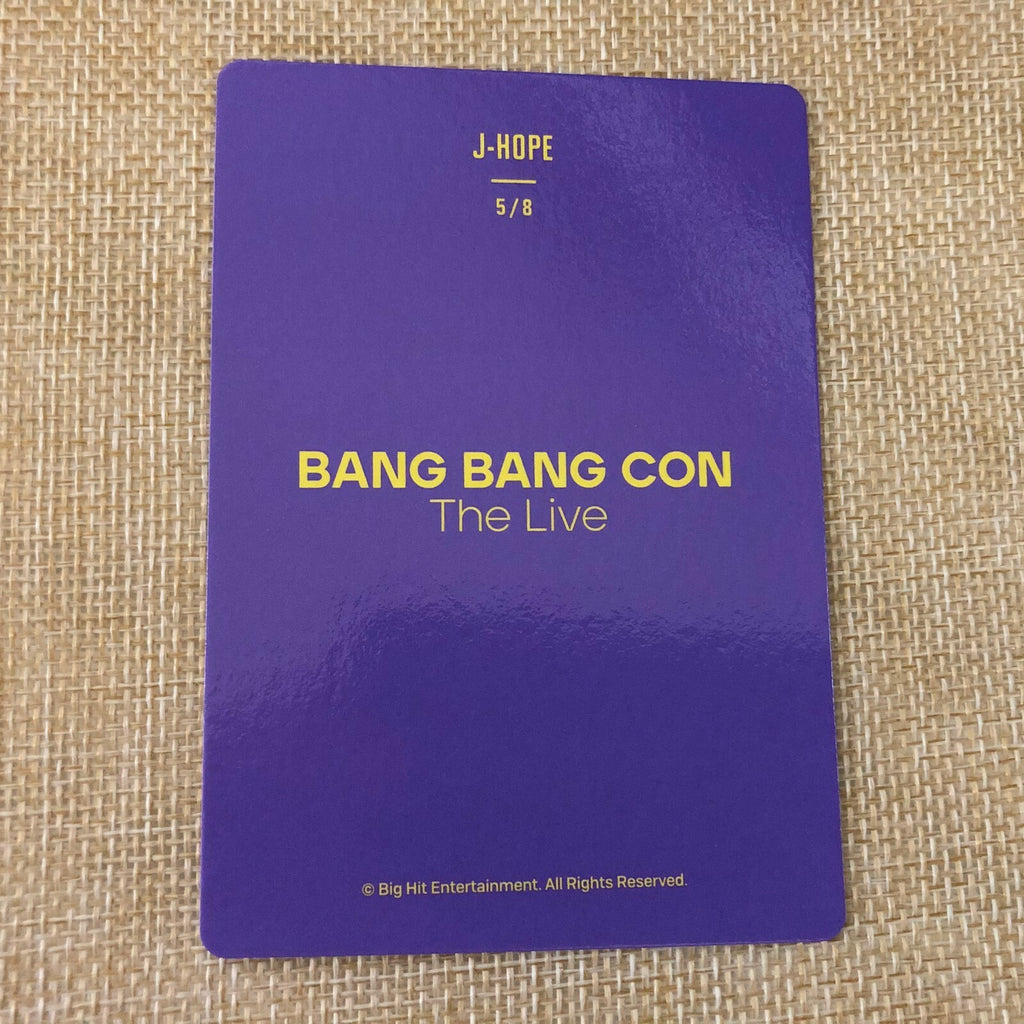 J-HOPE
5/8
BANG BANG CON
The Live
© Big Hit Entertainment. All Rights Reserved.